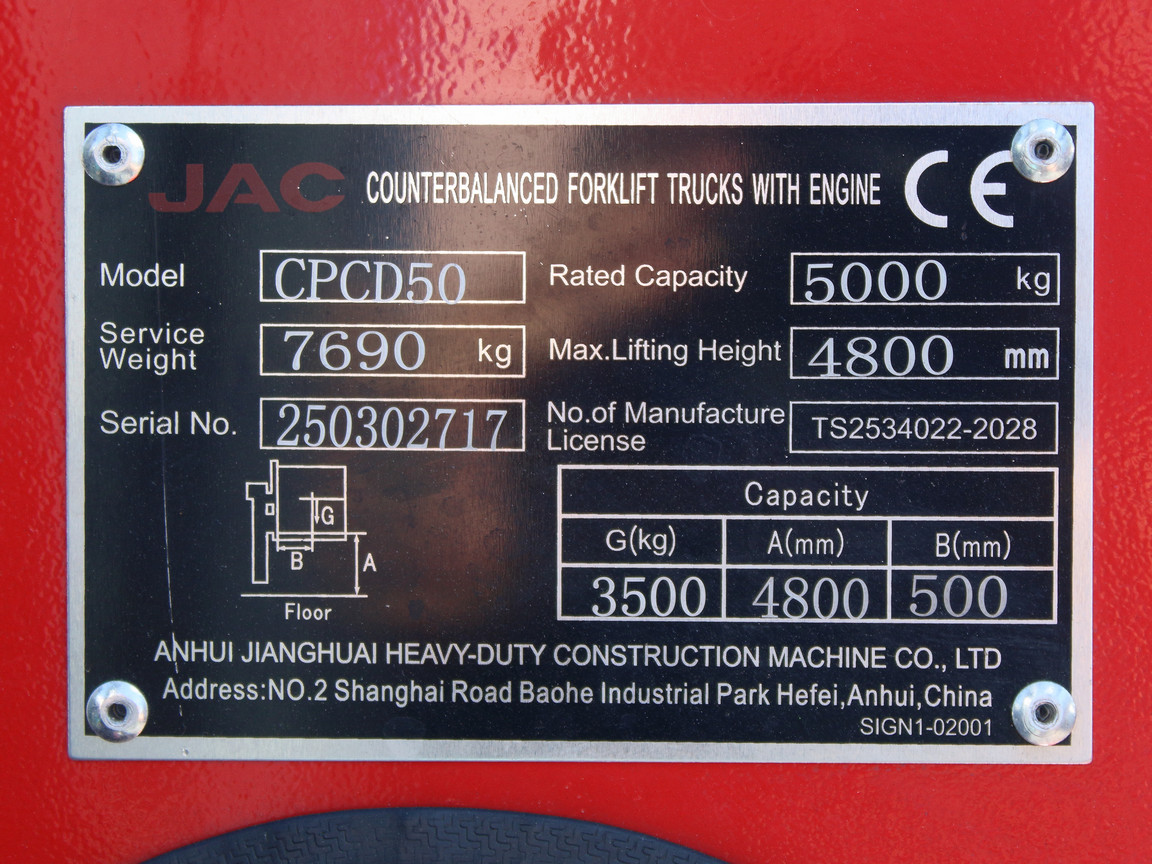 JAC COUNTERBALANCED FORKLIFT TRUCKS WITH ENGINE CE
Model CPCD50 Rated Capacity 5000 kg
Service Weight 7690 kg Max.Lifting Height 4800 mm
Serial No. 250302717 No.of Manufacture License TS2534022-2028
Capacity
G(kg) A(mm) B(mm)
3500 4800 500
G
B A
Floor
ANHUI JIANGHUAI HEAVY-DUTY CONSTRUCTION MACHINE CO., LTD
Address:NO.2 Shanghai Road Baohe Industrial Park Hefei,Anhui,China
SIGN1-02001